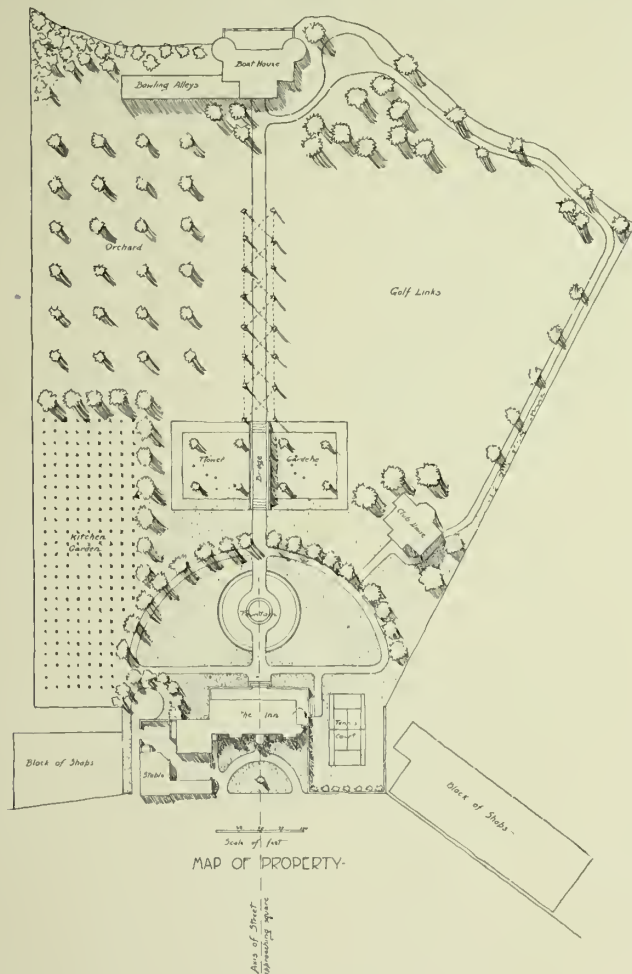 Boat House
Bowling Alleys
Orchard
Golf Links
Flower
Bridge
Gardens
Kitchen
Garden
Club House
Fountain
The Inn
Tennis
Court
Stable
Block of Shops
Block of Shops-
Scale of feet
MAP OF PROPERTY-
Axis of Street
approaching square